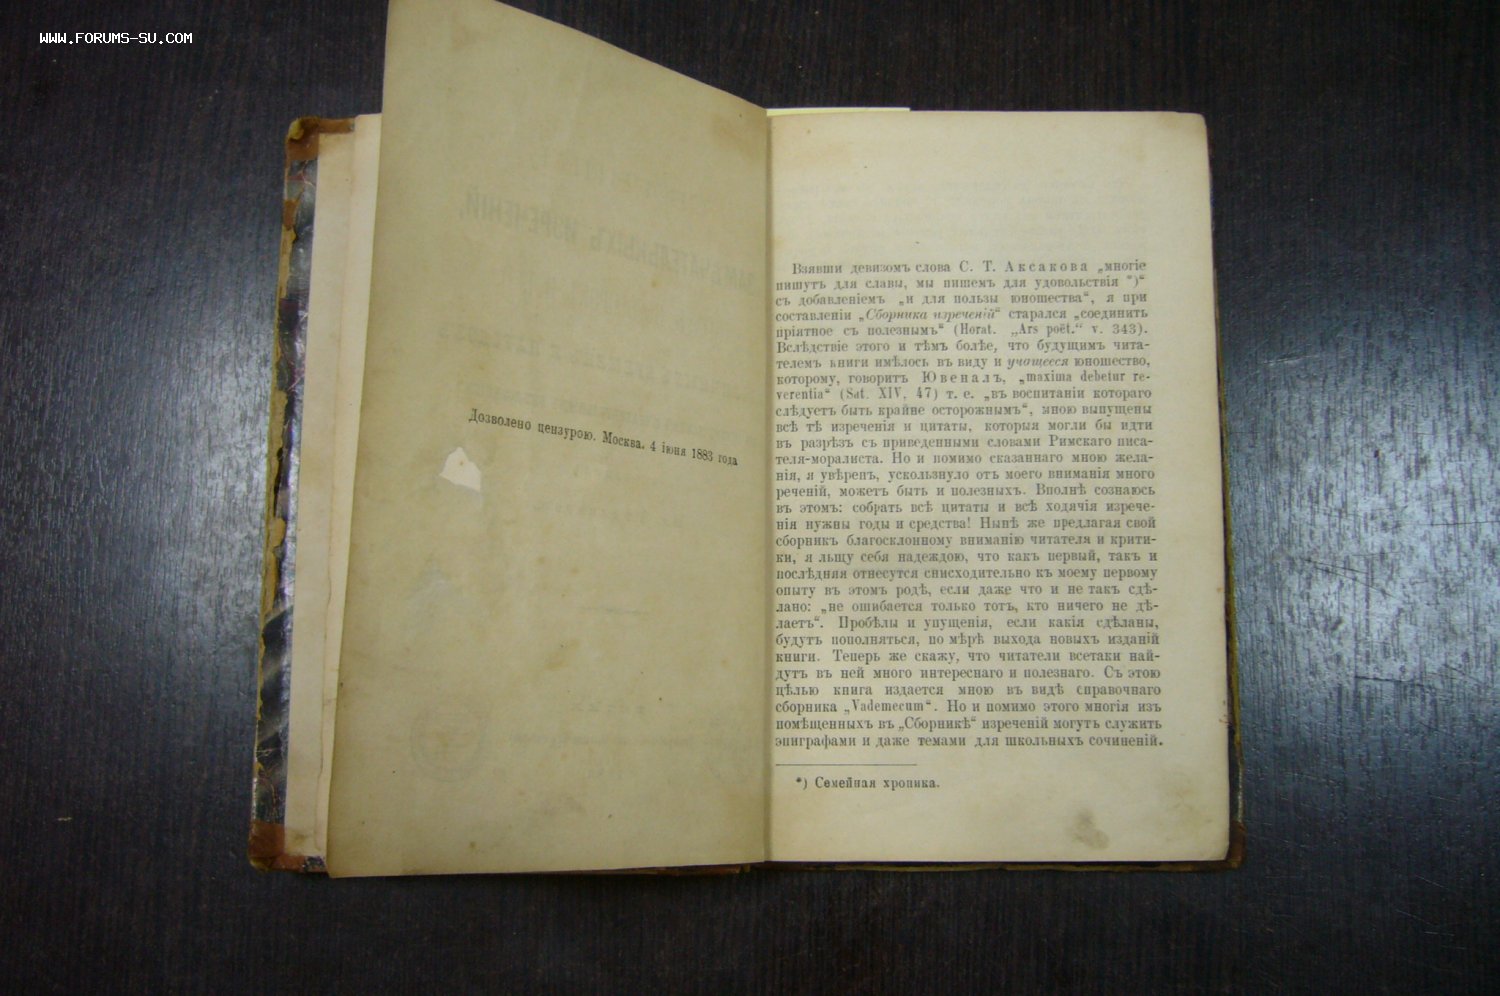 WWW.FORUMS-SU.COM
Дозволено цензурою. Москва. 4 іюня 1883 года
Взявши девизомъ слова С. Т. Аксакова „многіе
пишутъ для славы, мы пишемъ для удовольствія *)“
съ добавленіемъ „и для пользы юношества“, я при
составленіи „Сборника изреченій“ старался „соединить
пріятное съ полезнымъ“ (Horat. „Ars poët.“ v. 343).
Вслѣдствіе этого и тѣмъ болѣе, что будущимъ чита-
телемъ книги имѣлось въ виду и учащееся юношество,
которому, говоритъ Ювеналъ, „maxima debetur re-
verentia“ (Sat. XIV, 47) т. е. „въ воспитаніи котораго
слѣдуетъ быть крайне осторожнымъ“, мною выпущены
всѣ тѣ изреченія и цитаты, которыя могли бы идти
въ разрѣзъ съ приведенными словами Римскаго писа-
теля-моралиста. Но и помимо сказаннаго мною жела-
нія, я увѣренъ, ускользнуло отъ моего вниманія много
реченій, можетъ быть и полезныхъ. Вполнѣ сознаюсь
въ этомъ: собрать всѣ цитаты и всѣ ходячія изрече-
нія нужны годы и средства! Нынѣ же предлагая свой
сборникъ благосклонному вниманію читателя и крити-
ки, я льщу себя надеждою, что какъ первый, такъ и
послѣдняя отнесутся снисходительно къ моему первому
опыту въ этомъ родѣ, если даже что и не такъ сдѣ-
лано: „не ошибается только тотъ, кто ничего не дѣ-
лаетъ“. Пробѣлы и упущенія, если какія сдѣланы,
будутъ пополняться, по мѣрѣ выхода новыхъ изданій
книги. Теперь же скажу, что читатели всетаки най-
дутъ въ ней много интереснаго и полезнаго. Съ этою
цѣлью книга издается мною въ видѣ справочнаго
сборника „Vademecum“. Но и помимо этого многія изъ
помѣщенныхъ въ „Сборникѣ“ изреченій могутъ служить
эпиграфами и даже темами для школьныхъ сочиненій.
*) Семейная хроника.